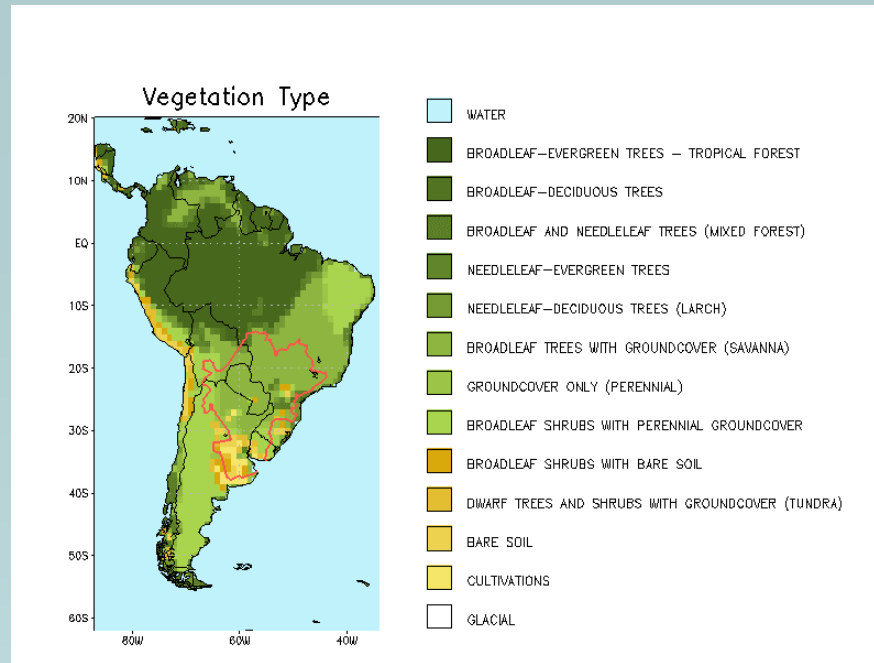 Vegetation Type
20N
10N
EQ
10S
20S
30S
40S
50S
60S
80W 60W 40W
WATER
BROADLEAF-EVERGREEN TREES - TROPICAL FOREST
BROADLEAF-DECIDUOUS TREES
BROADLEAF AND NEEDLELEAF TREES (MIXED FOREST)
NEEDLELEAF-EVERGREEN TREES
NEEDLELEAF-DECIDUOUS TREES (LARCH)
BROADLEAF TREES WITH GROUNDCOVER (SAVANNA)
GROUNDCOVER ONLY (PERENNIAL)
BROADLEAF SHRUBS WITH PERENNIAL GROUNDCOVER
BROADLEAF SHRUBS WITH BARE SOIL
DWARF TREES AND SHRUBS WITH GROUNDCOVER (TUNDRA)
BARE SOIL
CULTIVATIONS
GLACIAL